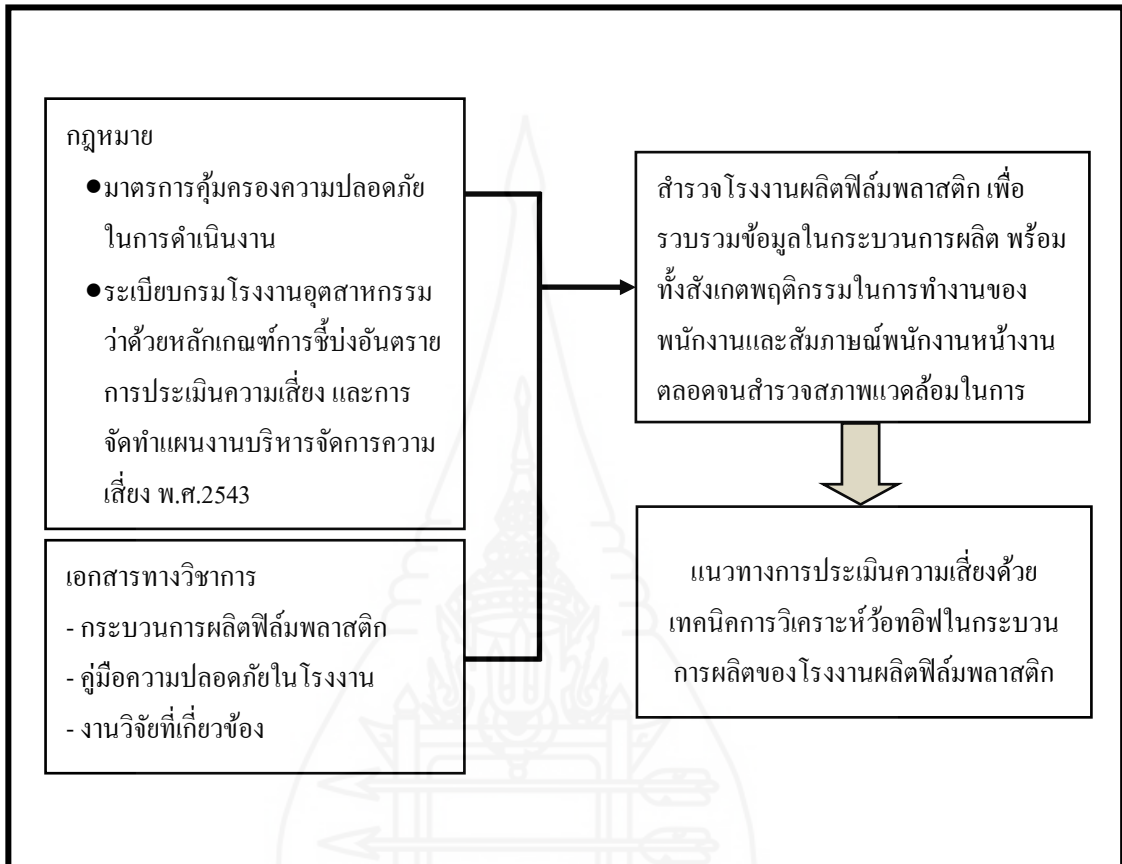 กฎหมาย
●มาตรการคุ้มครองความปลอดภัย
ในการดำเนินงาน
●ระเบียบกรมโรงงานอุตสาหกรรม
ว่าด้วยหลักเกณฑ์การชี้บ่งอันตราย
การประเมินความเสี่ยง และการ
จัดทำแผนงานบริหารจัดการความ
เสี่ยง พ.ศ.2543
เอกสารทางวิชาการ
- กระบวนการผลิตฟิล์มพลาสติก
- คู่มือความปลอดภัยในโรงงาน
- งานวิจัยที่เกี่ยวข้อง
สำรวจโรงงานผลิตฟิล์มพลาสติก เพื่อ
รวบรวมข้อมูลในกระบวนการผลิต พร้อม
ทั้งสังเกตพฤติกรรมในการทำงานของ
พนักงานและสัมภาษณ์พนักงานหน้างาน
ตลอดจนสำรวจสภาพแวดล้อมในการ
แนวทางการประเมินความเสี่ยงด้วย
เทคนิคการวิเคราะห์ว้อทอิฟในกระบวน
การผลิตของโรงงานผลิตฟิล์มพลาสติก